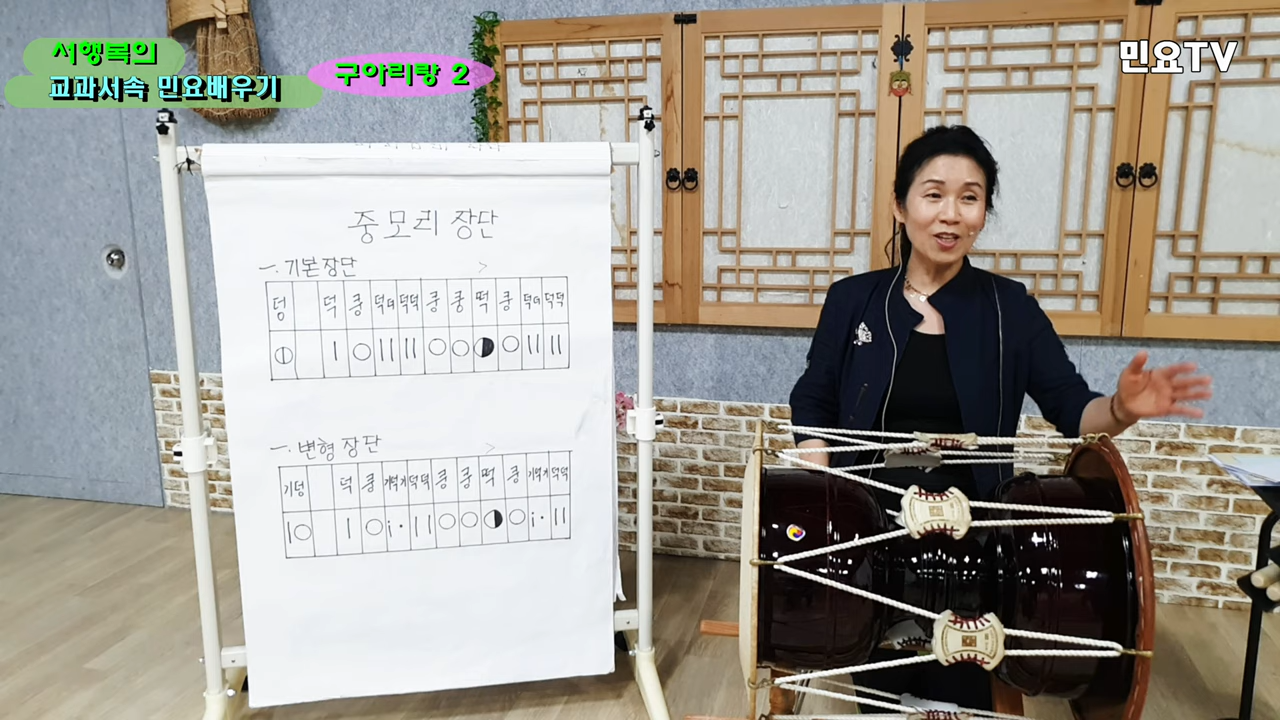 서행복의
교과서속 민요배우기
구아리랑 2
민요TV
중모리 장단
一. 기본장단
덩 덕 쿵 덕더 덕덕 쿵 쿵 떡 쿵 덕더 덕덕
一. 변형 장단
기덩 덕 쿵 기덕기 덕덕 쿵 쿵 떡 쿵 기덕기 덕덕